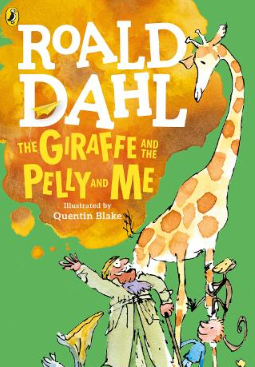 ROALD
DAHL
THE GIRAFFE AND THE
PELLY AND ME
Illustrated by
Quentin Blake